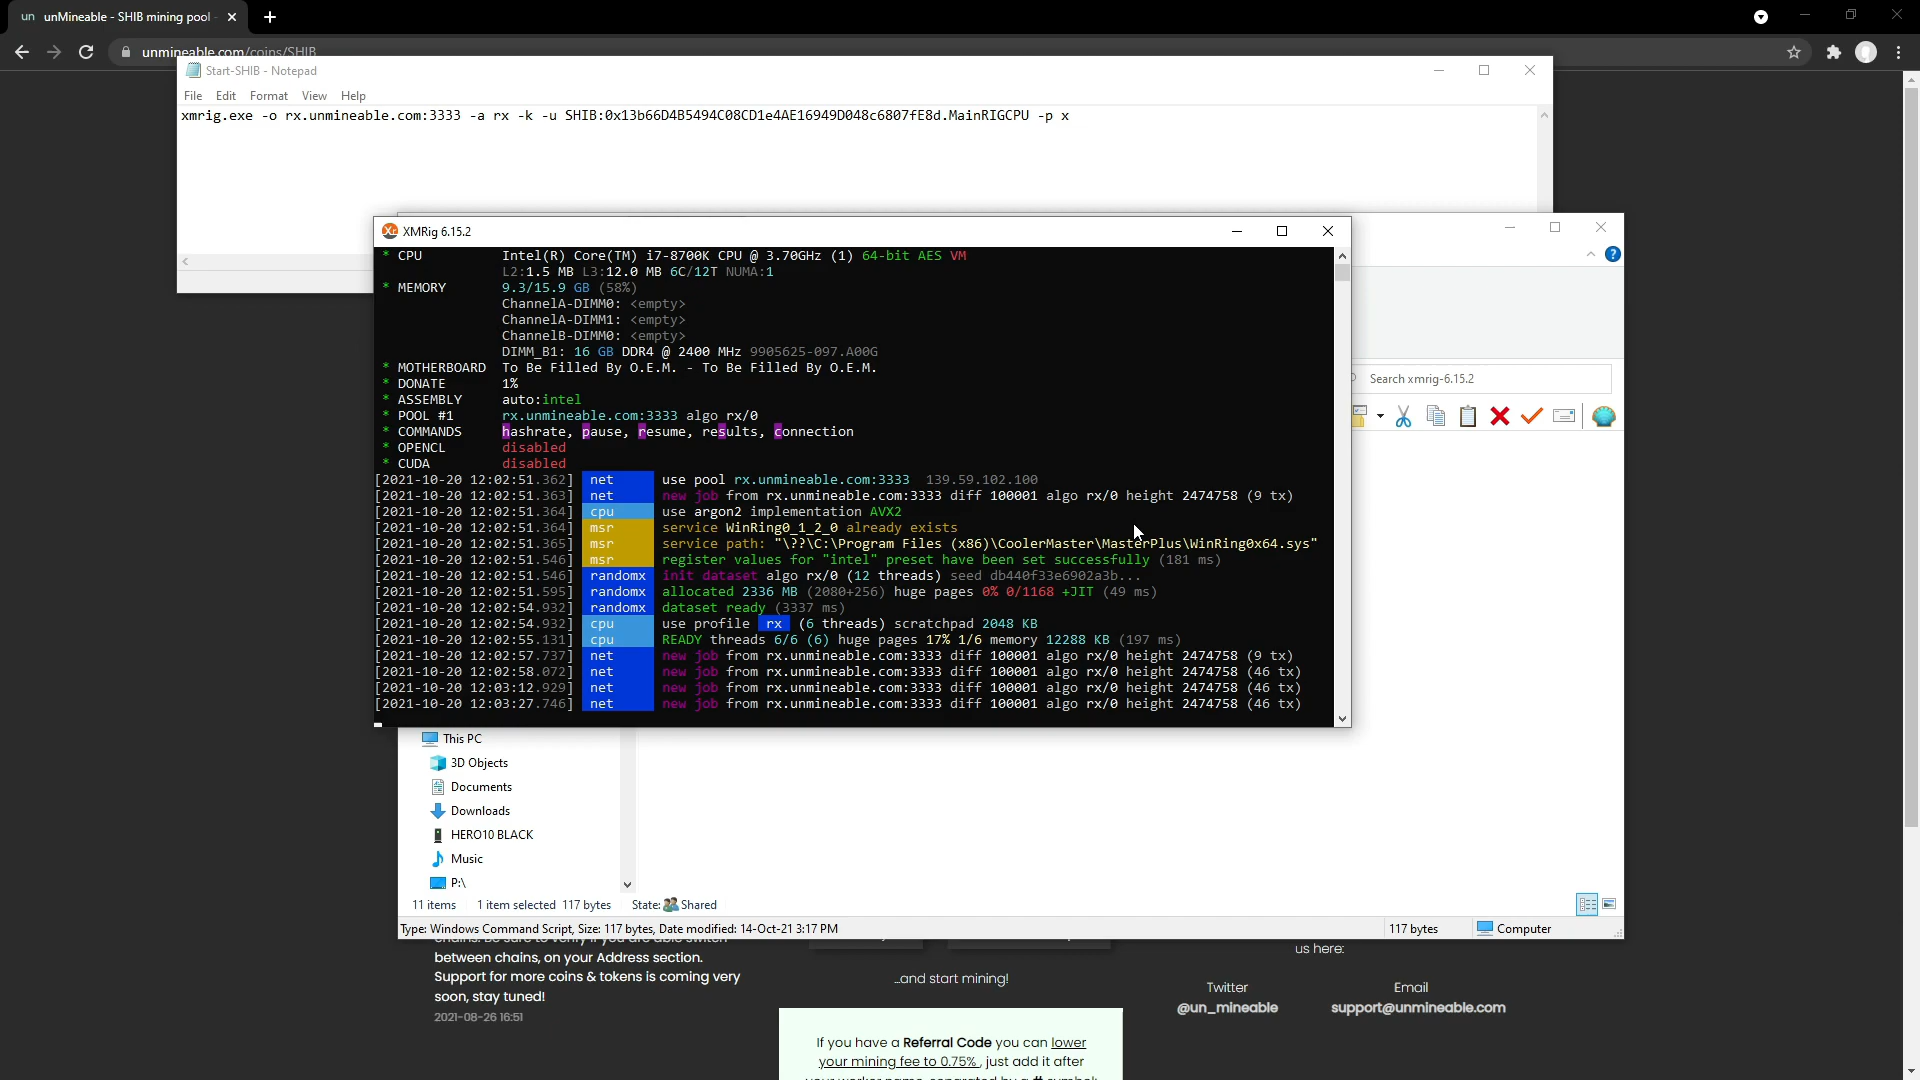 un unMineable - SHIB mining pool
unmineable.com/coins/SHIB
Start-SHIB - Notepad
File Edit Format View Help
xmrig.exe -o rx.unmineable.com:3333 -a rx -k -u SHIB:0x13b66D4B5494C08CD1e4AE16949D048c6807fE8d.MainRIGCPU -p x
XMRig 6.15.2
* CPU Intel(R) Core(TM) i7-8700K CPU @ 3.70GHz (1) 64-bit AES VM
L2:1.5 MB L3:12.0 MB 6C/12T NUMA:1
* MEMORY 9.3/15.9 GB (58%)
ChannelA-DIMM0: <empty>
ChannelA-DIMM1: <empty>
ChannelB-DIMM0: <empty>
DIMM_B1: 16 GB DDR4 @ 2400 MHz 9905625-097.A00G
* MOTHERBOARD To Be Filled By O.E.M. - To Be Filled By O.E.M.
* DONATE 1%
* ASSEMBLY auto:intel
* POOL #1 rx.unmineable.com:3333 algo rx/0
* COMMANDS hashrate, pause, resume, results, connection
* OPENCL disabled
* CUDA disabled
[2021-10-20 12:02:51.362] net use pool rx.unmineable.com:3333 139.59.102.100
[2021-10-20 12:02:51.363] net new job from rx.unmineable.com:3333 diff 100001 algo rx/0 height 2474758 (9 tx)
[2021-10-20 12:02:51.364] cpu use argon2 implementation AVX2
[2021-10-20 12:02:51.364] msr service WinRing0_1_2_0 already exists
[2021-10-20 12:02:51.365] msr service path: "\??\C:\Program Files (x86)\CoolerMaster\MasterPlus\WinRing0x64.sys"
[2021-10-20 12:02:51.546] msr register values for "intel" preset have been set successfully (181 ms)
[2021-10-20 12:02:51.546] randomx init dataset algo rx/0 (12 threads) seed db440f33e6902a3b...
[2021-10-20 12:02:51.595] randomx allocated 2336 MB (2080+256) huge pages 0% 0/1168 +JIT (49 ms)
[2021-10-20 12:02:54.932] randomx dataset ready (3337 ms)
[2021-10-20 12:02:54.932] cpu use profile rx (6 threads) scratchpad 2048 KB
[2021-10-20 12:02:55.131] cpu READY threads 6/6 (6) huge pages 17% 1/6 memory 12288 KB (197 ms)
[2021-10-20 12:02:57.737] net new job from rx.unmineable.com:3333 diff 100001 algo rx/0 height 2474758 (9 tx)
[2021-10-20 12:02:58.072] net new job from rx.unmineable.com:3333 diff 100001 algo rx/0 height 2474758 (46 tx)
[2021-10-20 12:03:12.929] net new job from rx.unmineable.com:3333 diff 100001 algo rx/0 height 2474758 (46 tx)
[2021-10-20 12:03:27.746] net new job from rx.unmineable.com:3333 diff 100001 algo rx/0 height 2474758 (46 tx)
Search xmrig-6.15.2
This PC
3D Objects
Documents
Downloads
HERO10 BLACK
Music
P:\
11 items 1 item selected 117 bytes State: Shared
Type: Windows Command Script, Size: 117 bytes, Date modified: 14-Oct-21 3:17 PM 117 bytes Computer
chains. Be sure to verify if you are able switch
between chains, on your Address section.
Support for more coins & tokens is coming very
soon, stay tuned!
2021-08-26 16:51
...and start mining!
us here:
Twitter
@un_mineable
Email
support@unmineable.com
If you have a Referral Code you can lower
your mining fee to 0.75%, just add it after
your worker name, separated by a # symbol: